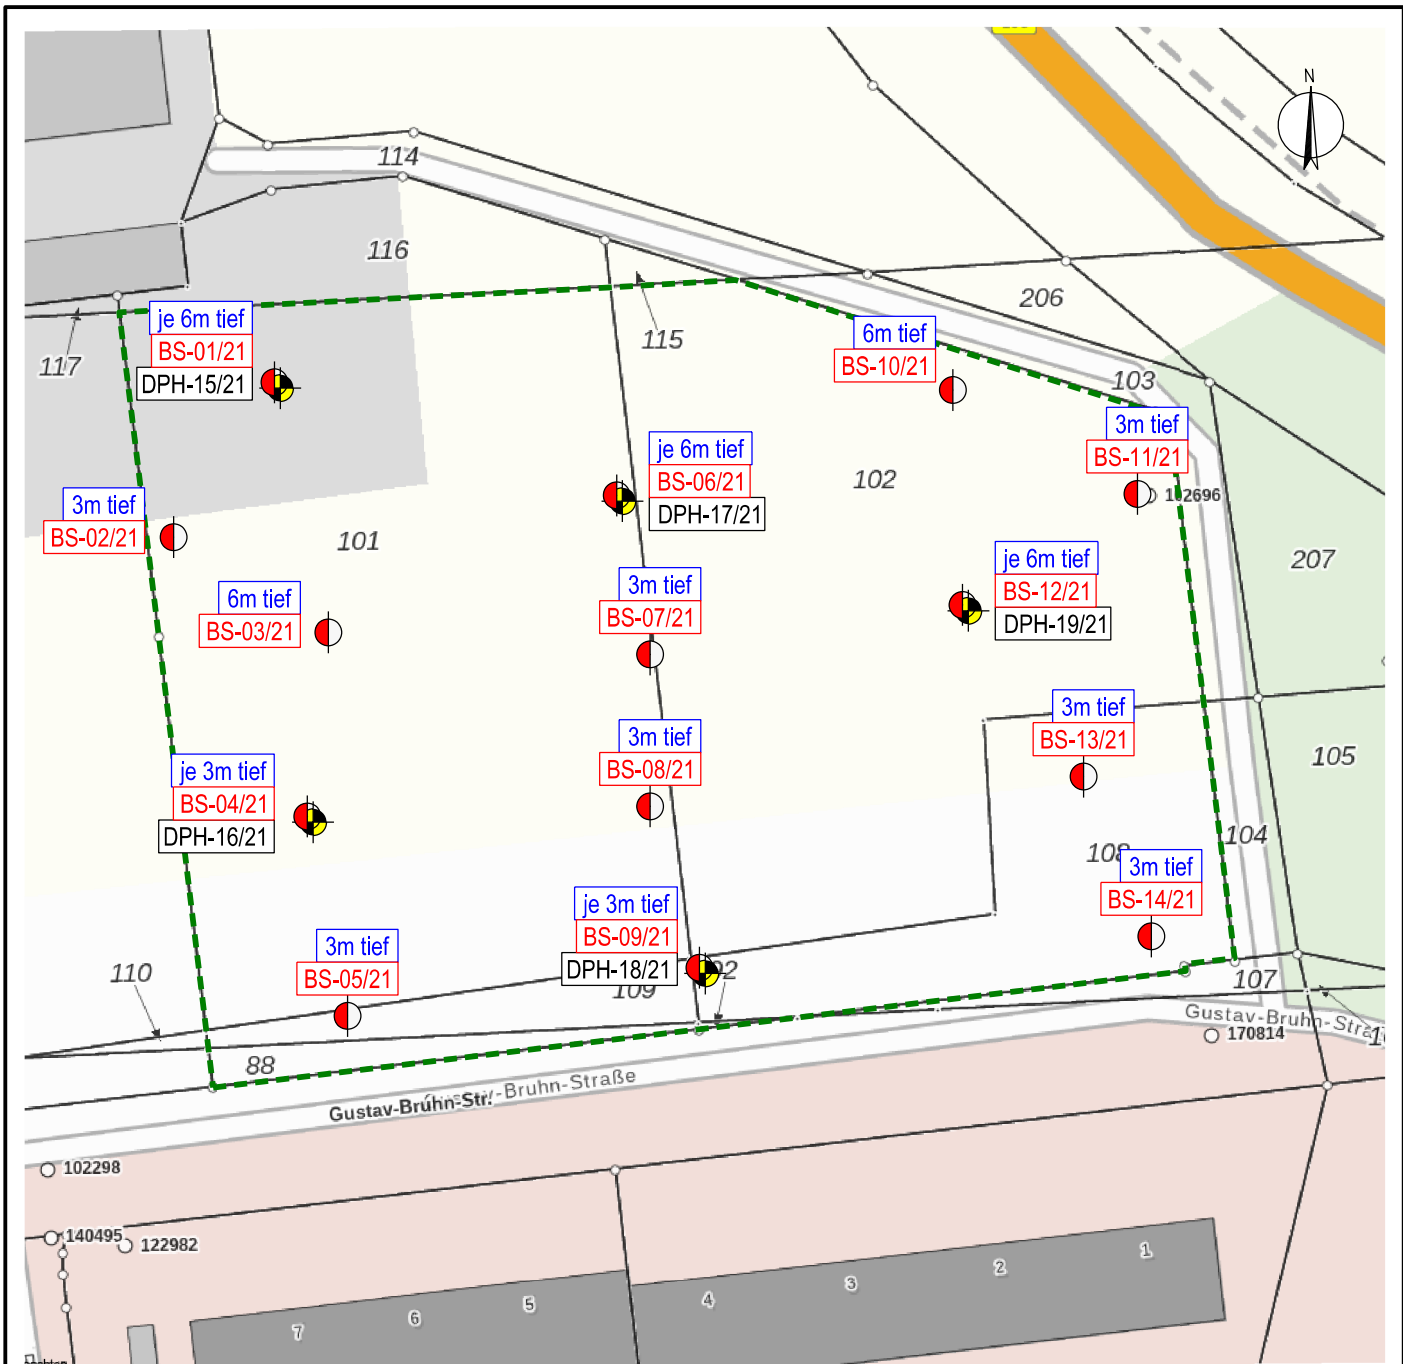 N
114
116
206
115
103
117
je 6m tief
BS-01/21
DPH-15/21
6m tief
BS-10/21
3m tief
BS-11/21
102696
je 6m tief
BS-06/21
DPH-17/21
102
3m tief
BS-02/21
101
207
6m tief
BS-03/21
3m tief
BS-07/21
je 6m tief
BS-12/21
DPH-19/21
3m tief
BS-08/21
3m tief
BS-13/21
105
je 3m tief
BS-04/21
DPH-16/21
104
108
3m tief
BS-14/21
je 3m tief
BS-09/21
DPH-18/21
109
3m tief
BS-05/21
110
107
88
Gustav-Bruhn-Straße
Gustav-Bruhn-Str.
170814
102298
140495
122982
1
2
3
4
5
6
7